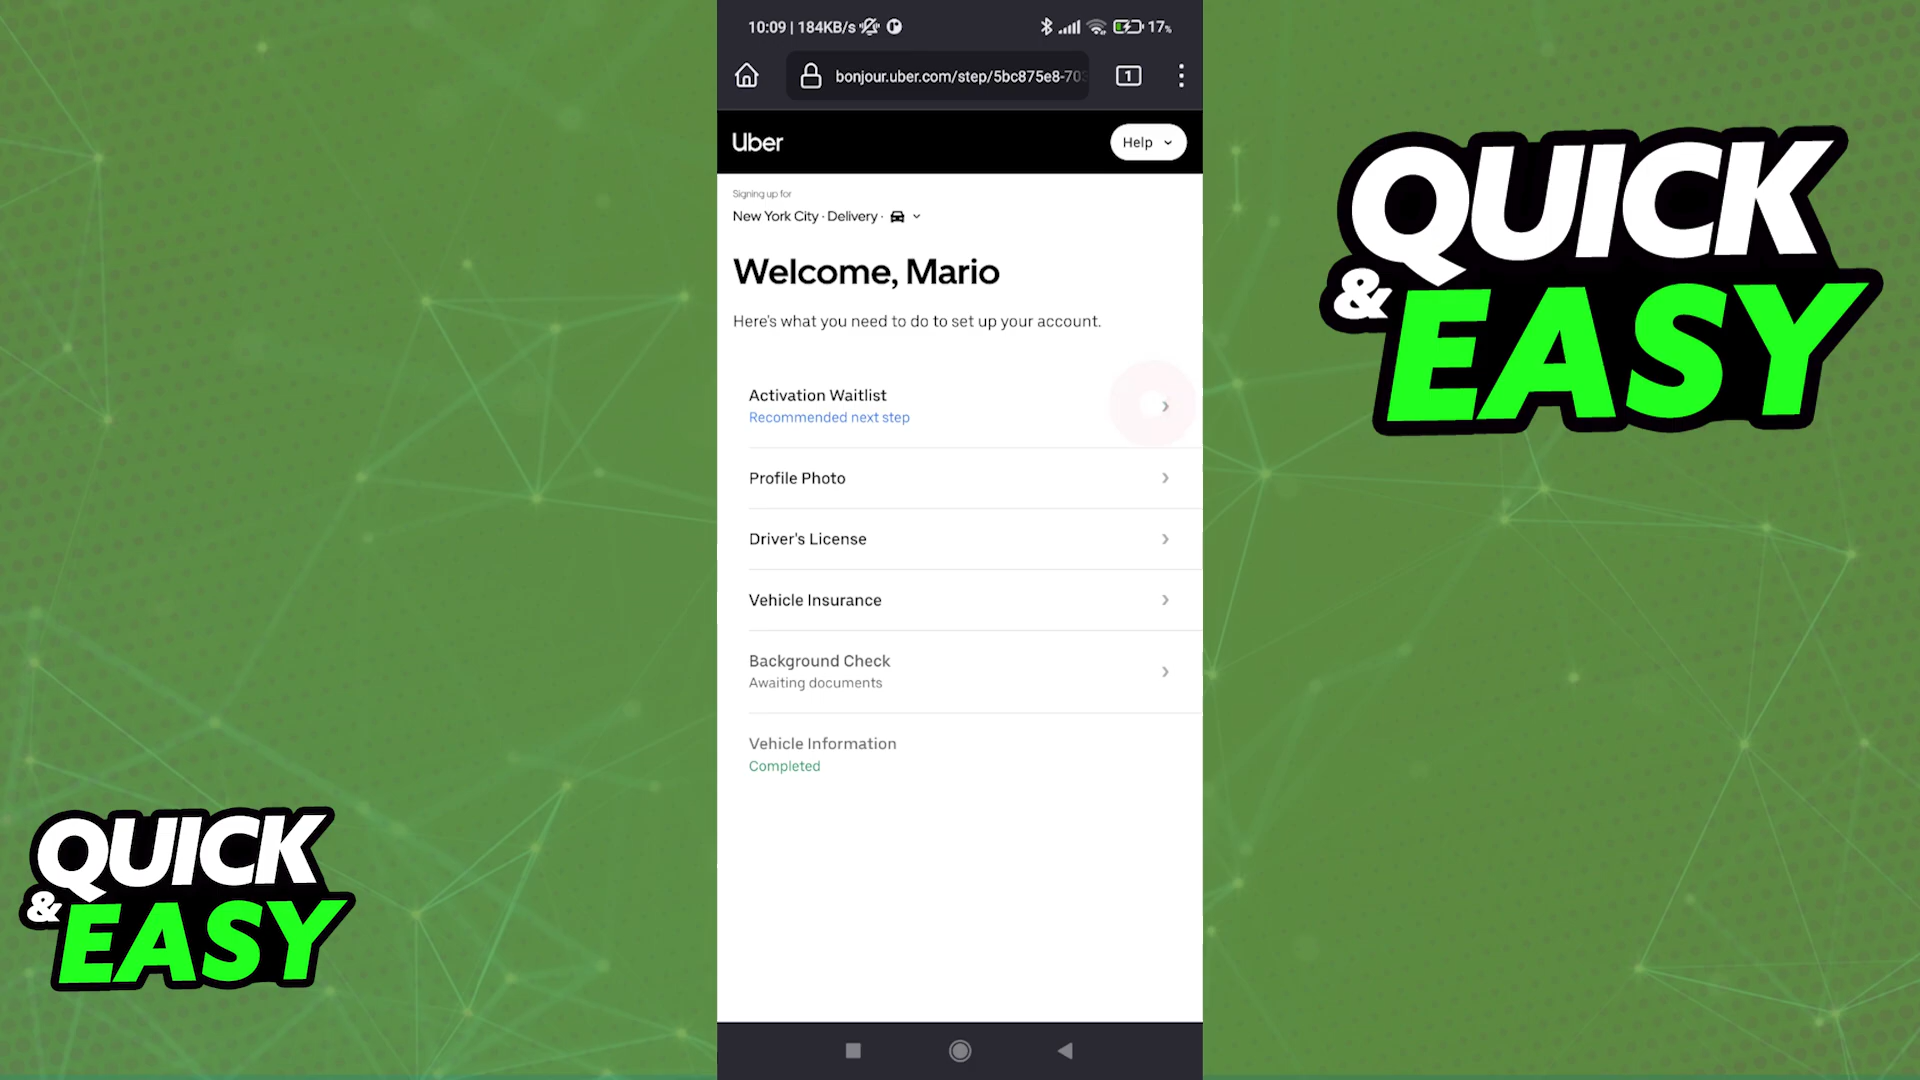 10:09 | 184KB/s 17%
bonjour.uber.com/step/5bc875e8-703
1
Uber
Help
Signing up for
New York City · Delivery ·
Welcome, Mario
Here's what you need to do to set up your account.
Activation Waitlist
Recommended next step
Profile Photo
Driver's License
Vehicle Insurance
Background Check
Awaiting documents
Vehicle Information
Completed
QUICK
& EASY
QUICK
& EASY